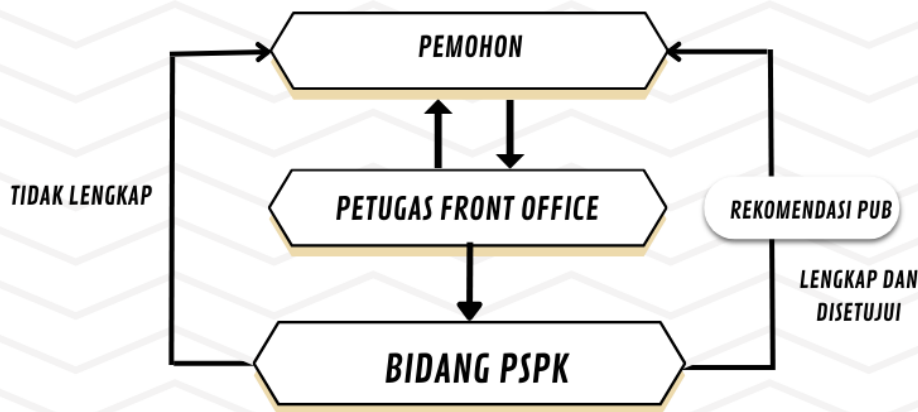 PEMOHON
TIDAK LENGKAP
PETUGAS FRONT OFFICE
REKOMENDASI PUB
LENGKAP DAN
DISETUJUI
BIDANG PSPK